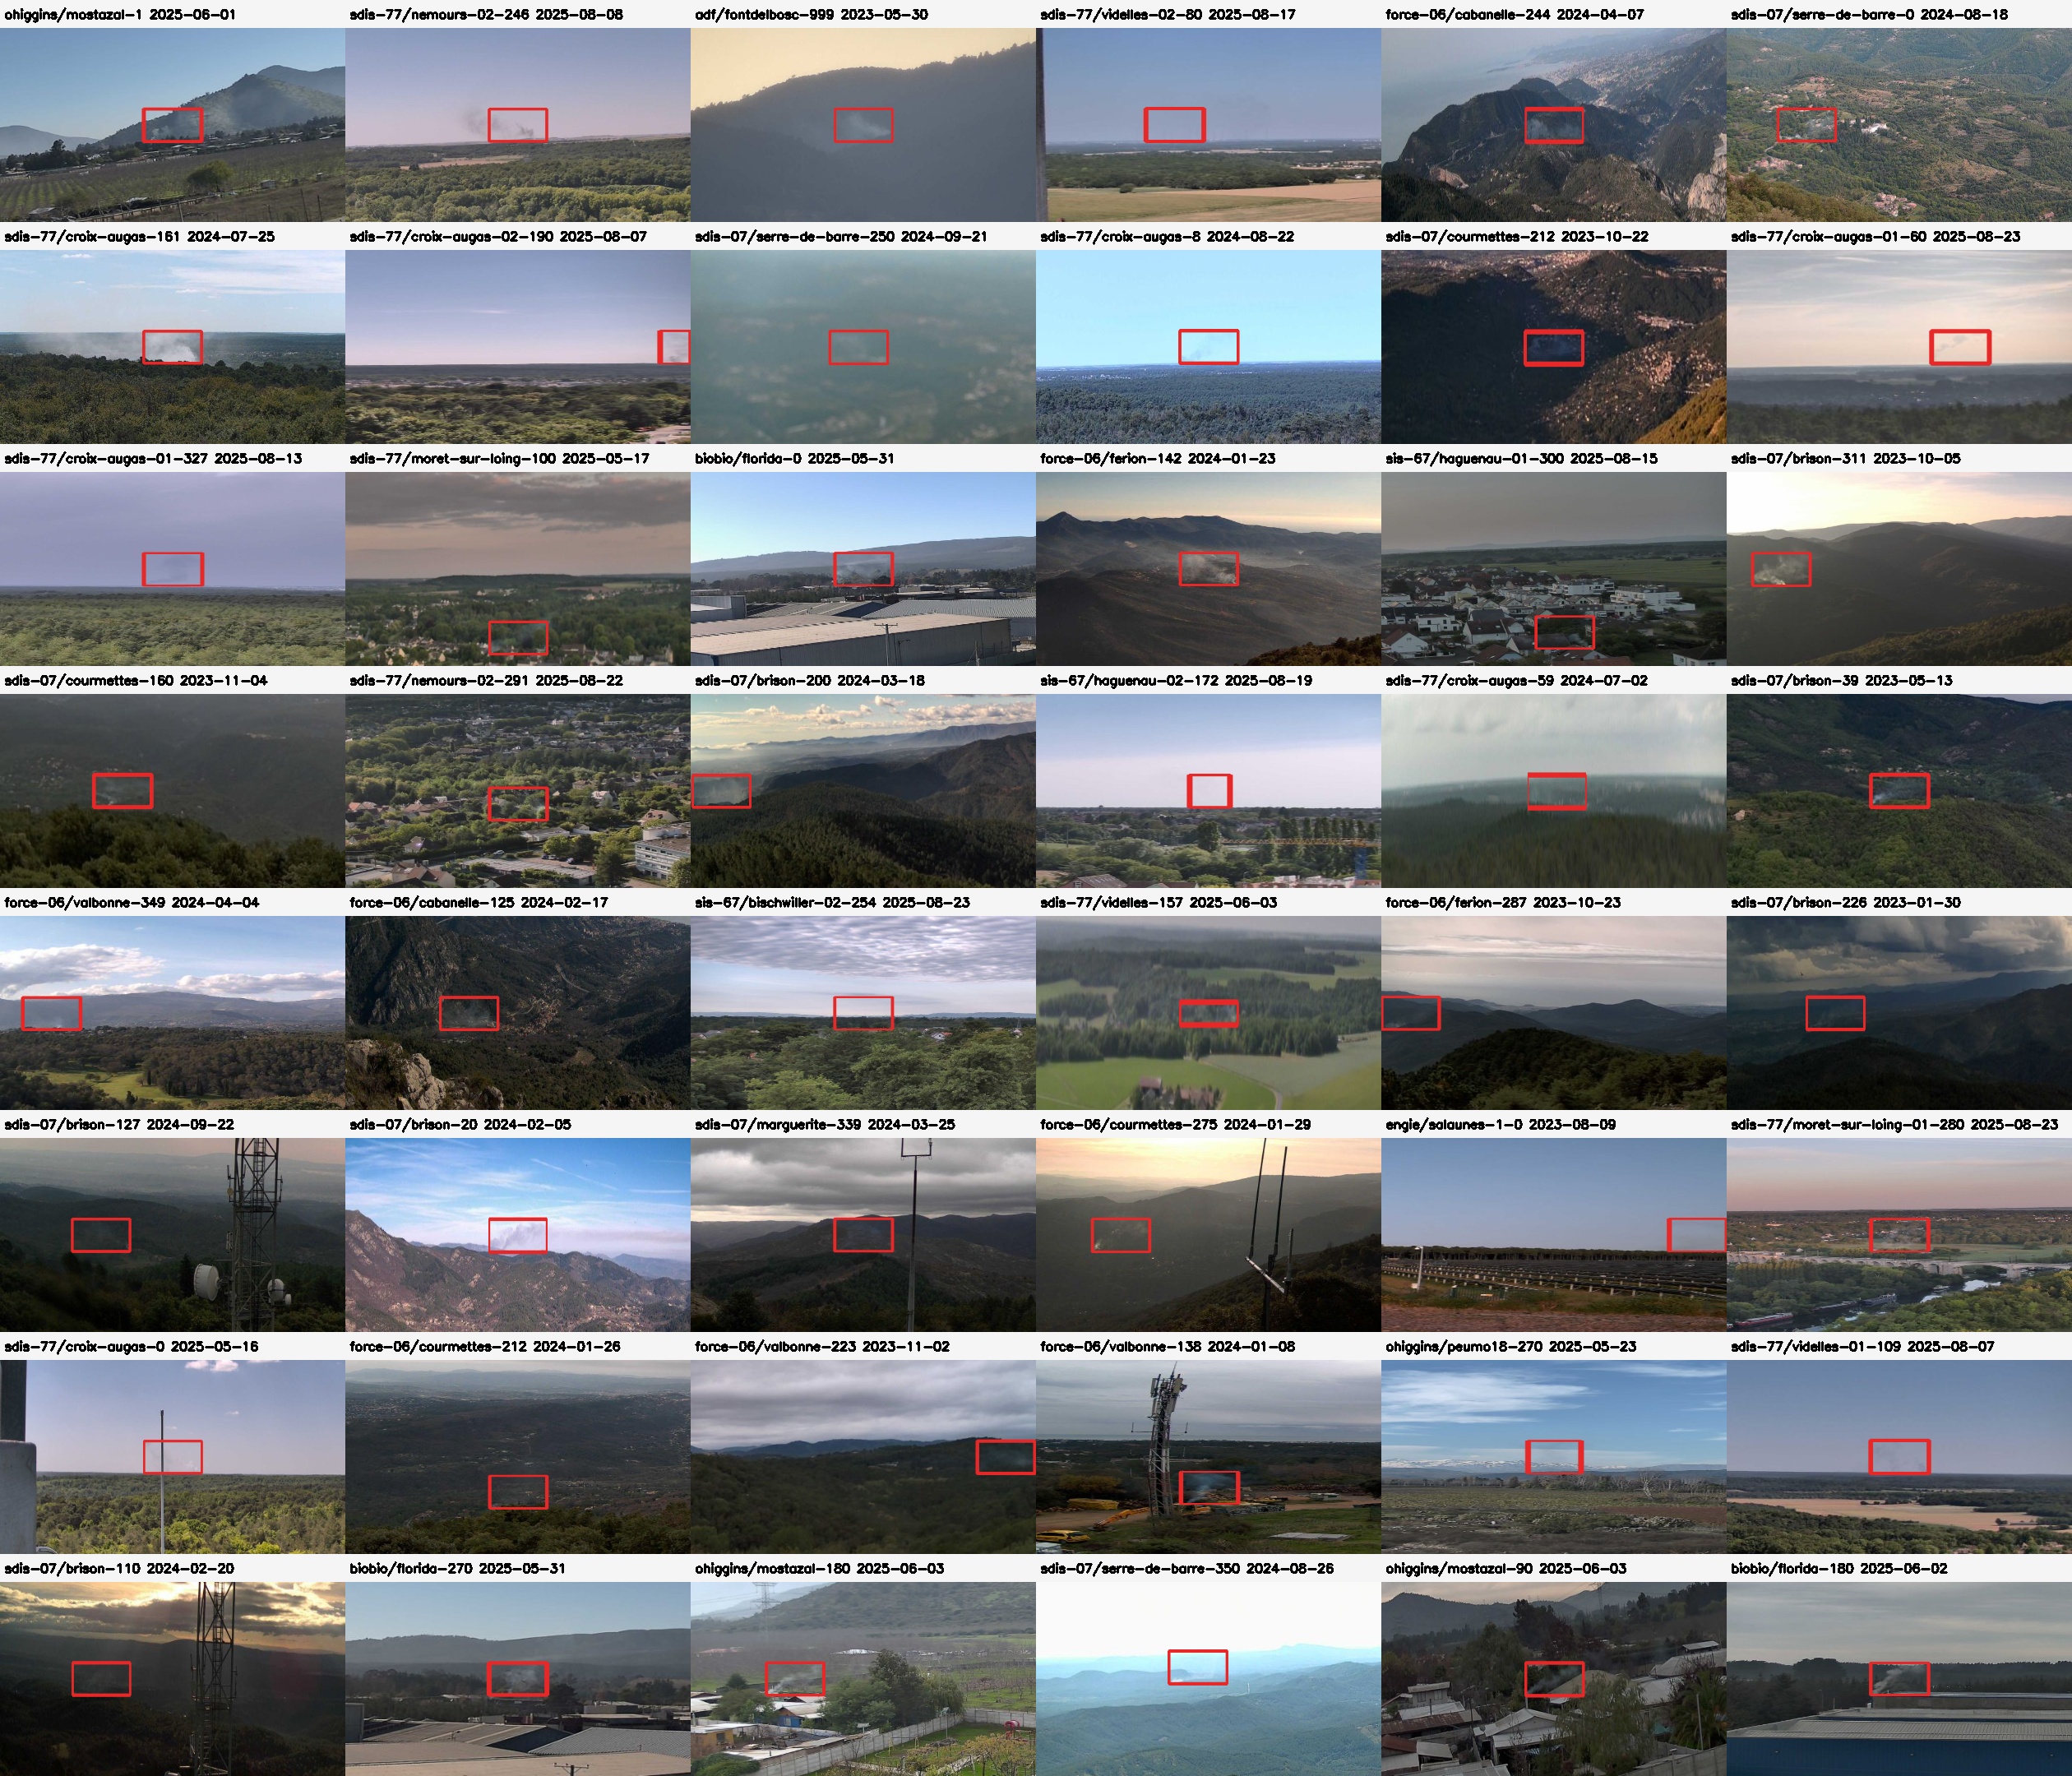 ohiggins/mostazal-1 2025-06-01
sdis-77/nemours-02-246 2025-08-08
adf/fontdelbosc-999 2023-05-30
sdis-77/videlles-02-80 2025-08-17
force-06/cabanelle-244 2024-04-07
sdis-07/serre-de-barre-0 2024-08-18
sdis-77/croix-augas-161 2024-07-25
sdis-77/croix-augas-02-190 2025-08-07
sdis-07/serre-de-barre-250 2024-09-21
sdis-77/croix-augas-8 2024-08-22
sdis-07/courmettes-212 2023-10-22
sdis-77/croix-augas-01-60 2025-08-23
sdis-77/croix-augas-01-327 2025-08-13
sdis-77/moret-sur-loing-100 2025-05-17
biobio/florida-0 2025-05-31
force-06/ferion-142 2024-01-23
sis-67/haguenau-01-300 2025-08-15
sdis-07/brison-311 2023-10-05
sdis-07/courmettes-160 2023-11-04
sdis-77/nemours-02-291 2025-08-22
sdis-07/brison-200 2024-03-18
sis-67/haguenau-02-172 2025-08-19
sdis-77/croix-augas-59 2024-07-02
sdis-07/brison-39 2023-05-13
force-06/valbonne-349 2024-04-04
force-06/cabanelle-125 2024-02-17
sis-67/bischwiller-02-254 2025-08-23
sdis-77/videlles-157 2025-06-03
force-06/ferion-287 2023-10-23
sdis-07/brison-226 2023-01-30
sdis-07/brison-127 2024-09-22
sdis-07/brison-20 2024-02-05
sdis-07/marguerite-339 2024-03-25
force-06/courmettes-275 2024-01-29
engie/salaunes-1-0 2023-08-09
sdis-77/moret-sur-loing-01-280 2025-08-23
sdis-77/croix-augas-0 2025-05-16
force-06/courmettes-212 2024-01-26
force-06/valbonne-223 2023-11-02
force-06/valbonne-138 2024-01-08
ohiggins/peumo18-270 2025-05-23
sdis-77/videlles-01-109 2025-08-07
sdis-07/brison-110 2024-02-20
biobio/florida-270 2025-05-31
ohiggins/mostazal-180 2025-06-03
sdis-07/serre-de-barre-350 2024-08-26
ohiggins/mostazal-90 2025-06-03
biobio/florida-180 2025-06-02